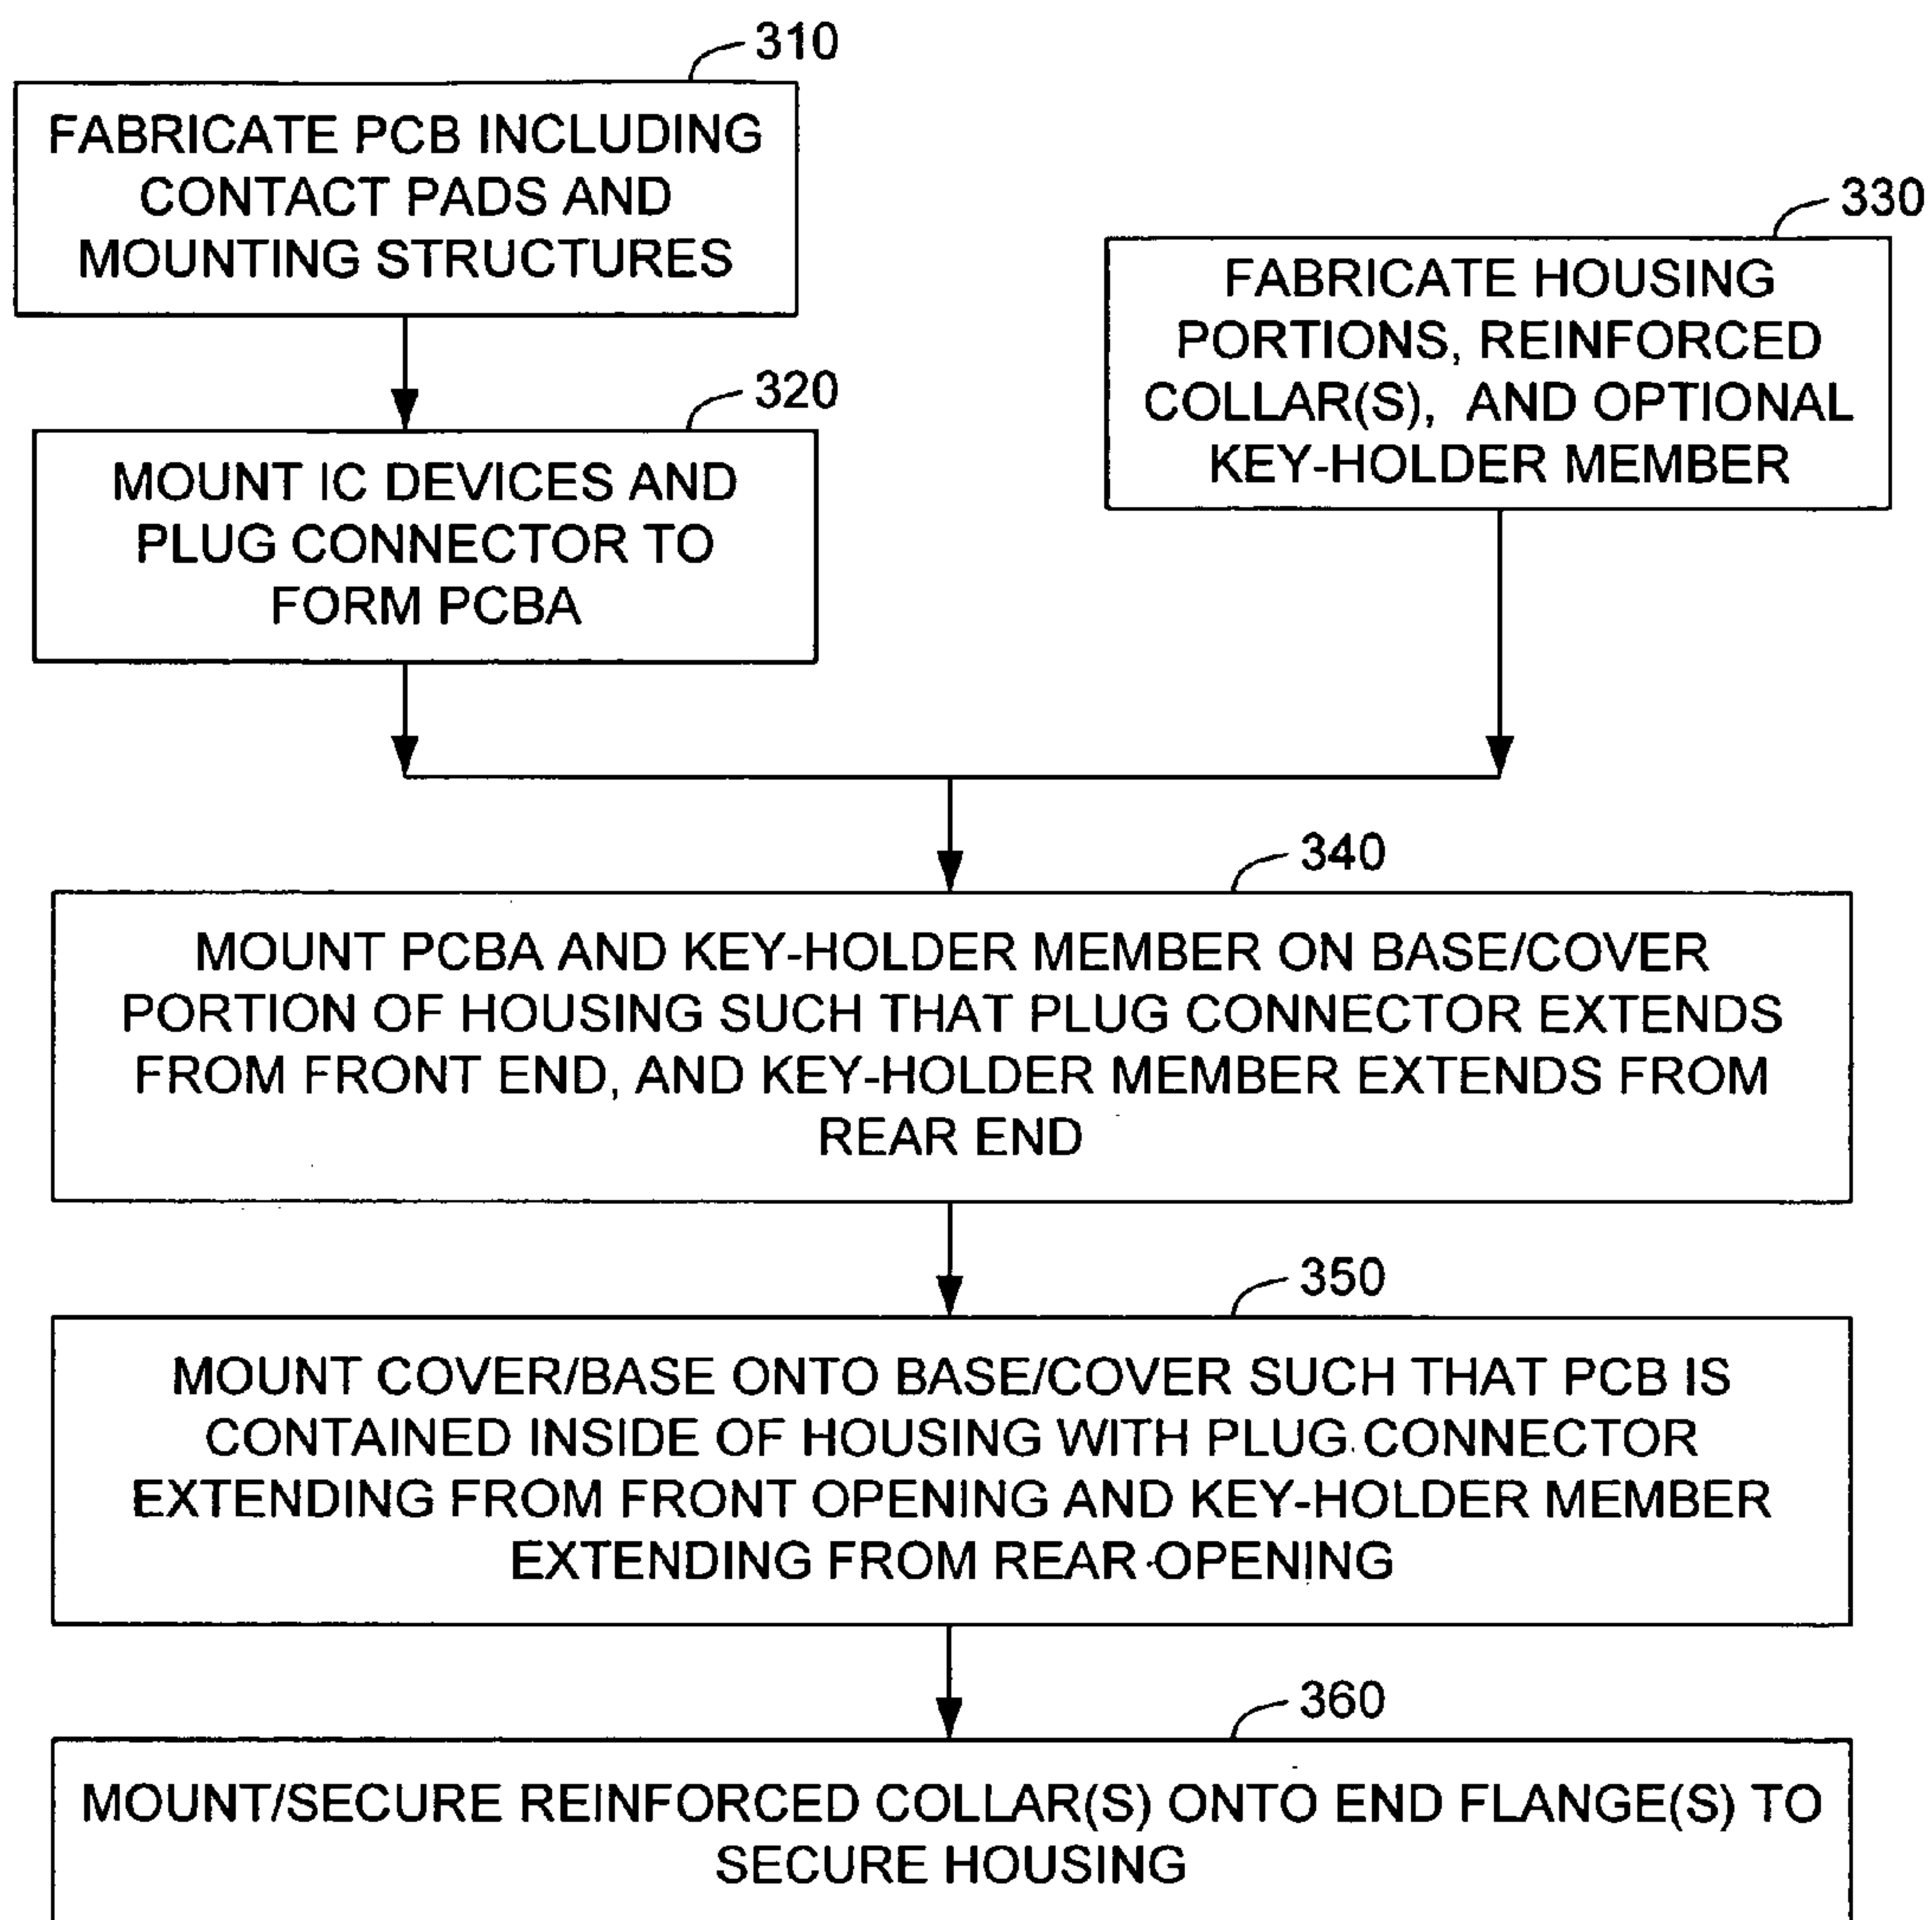 310
FABRICATE PCB INCLUDING
CONTACT PADS AND
MOUNTING STRUCTURES
330
FABRICATE HOUSING
PORTIONS, REINFORCED
COLLAR(S), AND OPTIONAL
KEY-HOLDER MEMBER
320
MOUNT IC DEVICES AND
PLUG CONNECTOR TO
FORM PCBA
340
MOUNT PCBA AND KEY-HOLDER MEMBER ON BASE/COVER
PORTION OF HOUSING SUCH THAT PLUG CONNECTOR EXTENDS
FROM FRONT END, AND KEY-HOLDER MEMBER EXTENDS FROM
REAR END
350
MOUNT COVER/BASE ONTO BASE/COVER SUCH THAT PCB IS
CONTAINED INSIDE OF HOUSING WITH PLUG CONNECTOR
EXTENDING FROM FRONT OPENING AND KEY-HOLDER MEMBER
EXTENDING FROM REAR OPENING
360
MOUNT/SECURE REINFORCED COLLAR(S) ONTO END FLANGE(S) TO
SECURE HOUSING